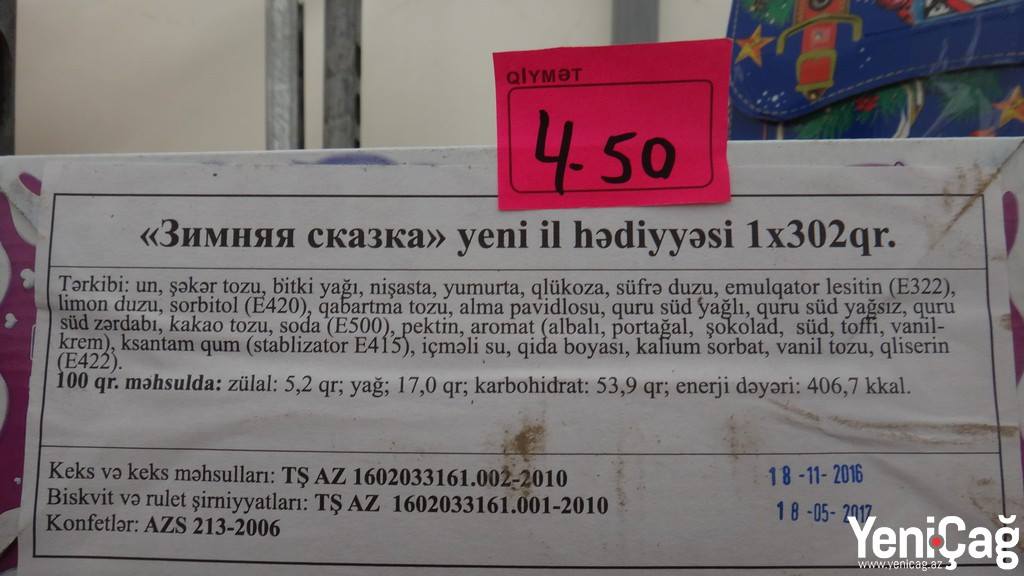 QİYMƏT
4.50
«Зимняя сказка» yeni il hədiyyəsi 1x302qr.
Tərkibi: un, şəkər tozu, bitki yağı, nişasta, yumurta, qlükoza, süfrə duzu, emulqator lesitin (E322),
limon duzu, sorbitol (E420), qabartma tozu, alma pavidlosu, quru süd yağlı, quru süd yağsız, quru
süd zərdabı, kakao tozu, soda (E500), pektin, aromat (albalı, portağal, şokolad, süd, toffi, vanil-
krem), ksantam qum (stablizator E415), içməli su, qida boyası, kalium sorbat, vanil tozu, qliserin
(E422).
100 qr. məhsulda: zülal: 5,2 qr; yağ; 17,0 qr; karbohidrat: 53,9 qr; enerji dəyəri: 406,7 kkal.
Keks və keks məhsulları: TŞ AZ 1602033161.002-2010
18-11-2016
Biskvit və rulet şirniyyatları: TŞ AZ 1602033161.001-2010
18-05-2017
Konfetlər: AZS 213-2006
YeniÇağ
www.yenicag.az